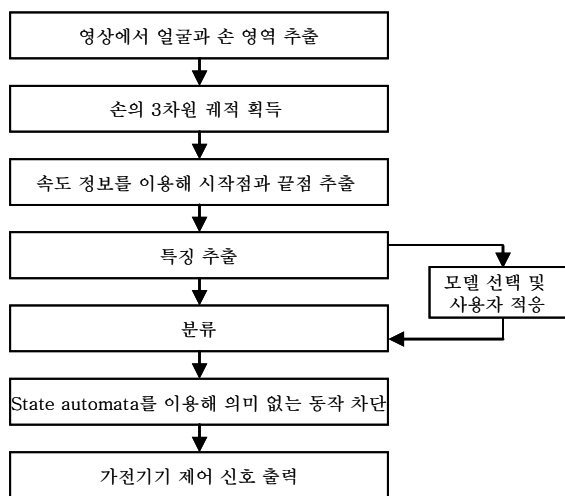 영상에서 얼굴과 손 영역 추출
손의 3차원 궤적 획득
속도 정보를 이용해 시작점과 끝점 추출
특징 추출
모델 선택 및
사용자 적응
분류
State automata를 이용해 의미 없는 동작 차단
가전기기 제어 신호 출력